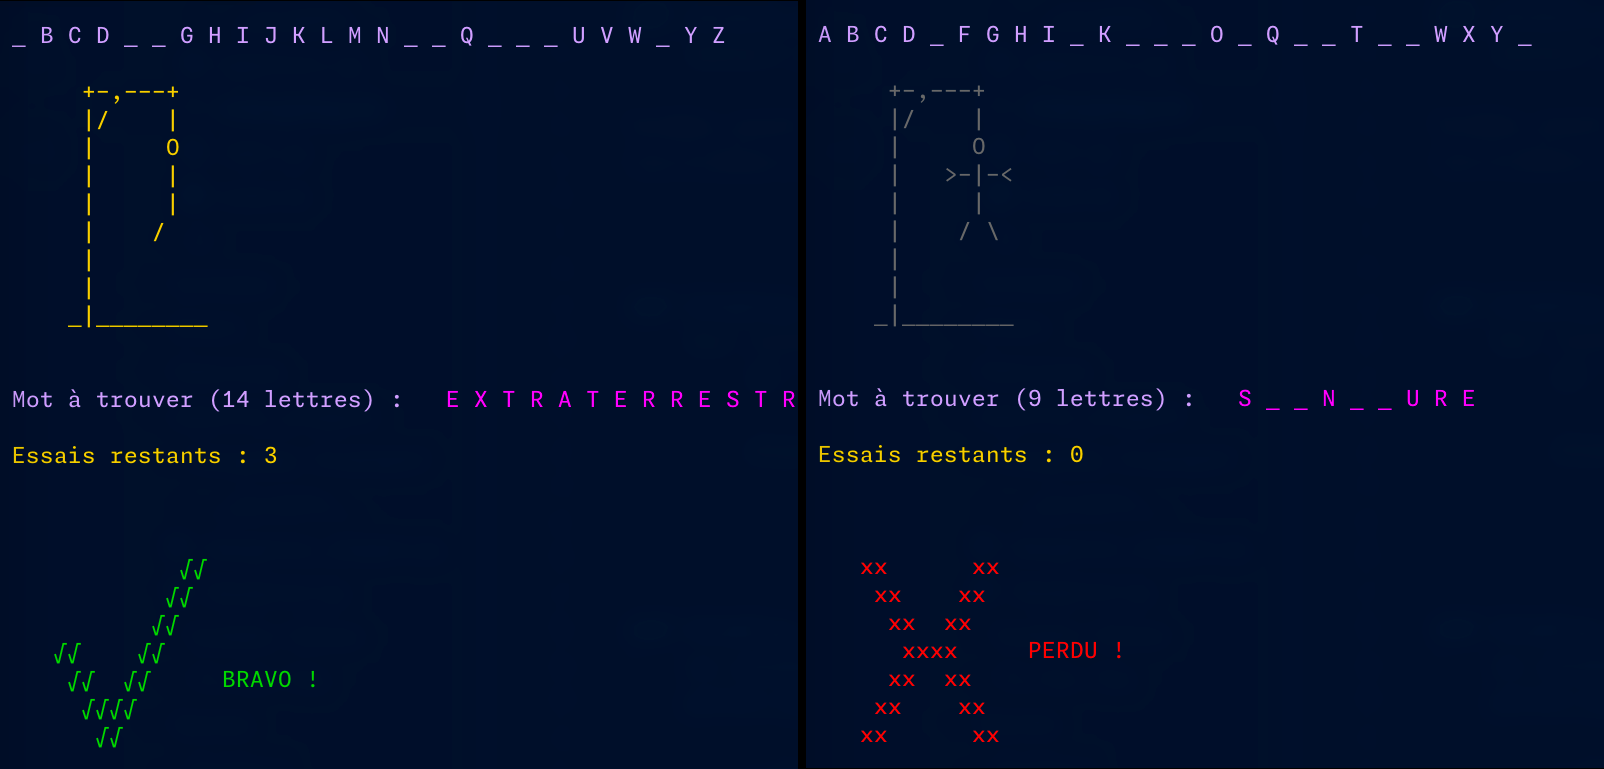 _ B C D _ _ G H I J K L M N _ _ Q _ _ _ U V W _ Y Z
+-,---+
|/    |
|     O
|     |
|     |
|    /
|
|
_|________
Mot à trouver (14 lettres) :   E X T R A T E R R E S T R
Essais restants : 3
√√
√√
√√
√√    √√
√√  √√     BRAVO !
√√√√
√√
A B C D _ F G H I _ K _ _ _ O _ Q _ _ T _ _ W X Y _
+-,---+
|/    |
|     O
|   >-|-<
|     |
|    / \
|
|
_|________
Mot à trouver (9 lettres) :   S _ _ N _ _ U R E
Essais restants : 0
xx      xx
xx    xx
xx  xx
xxxx     PERDU !
xx  xx
xx    xx
xx      xx